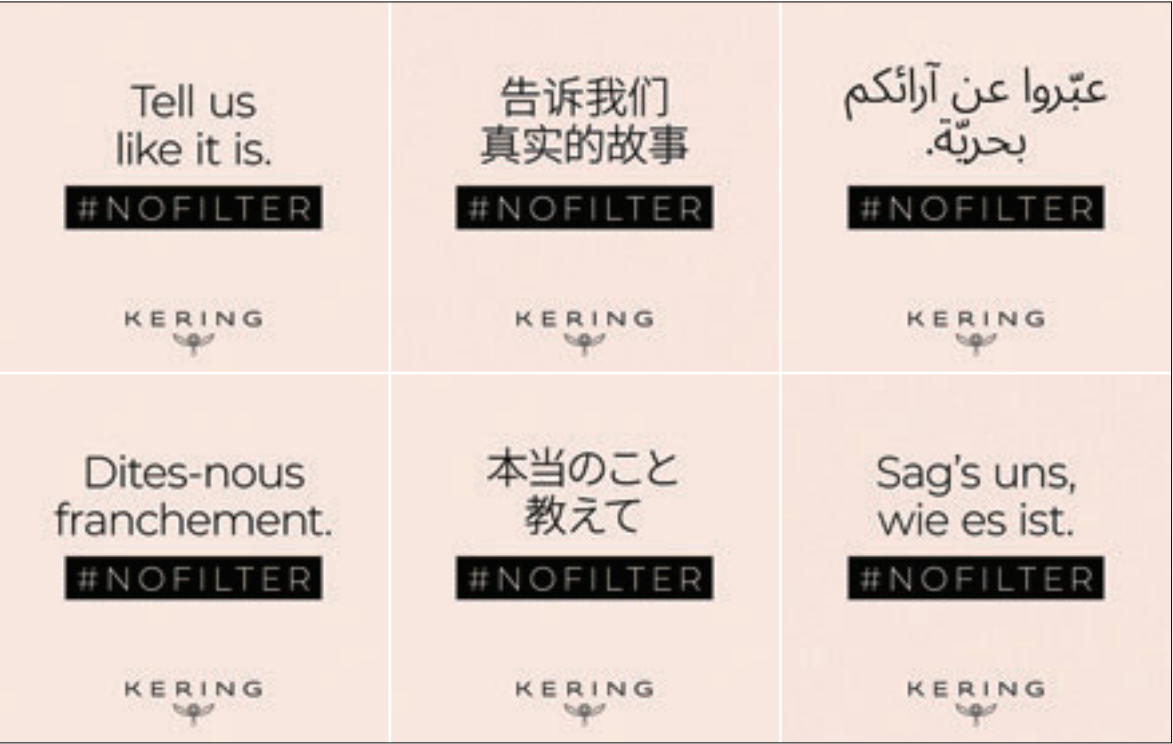 Tell us
like it is.
#NOFILTER
KERING
告诉我们
真实的故事
#NOFILTER
KERING
عبّروا عن آرائكم
بحريّة.
#NOFILTER
KERING
Dites-nous
franchement.
#NOFILTER
KERING
本当のこと
教えて
#NOFILTER
KERING
Sag's uns,
wie es ist.
#NOFILTER
KERING